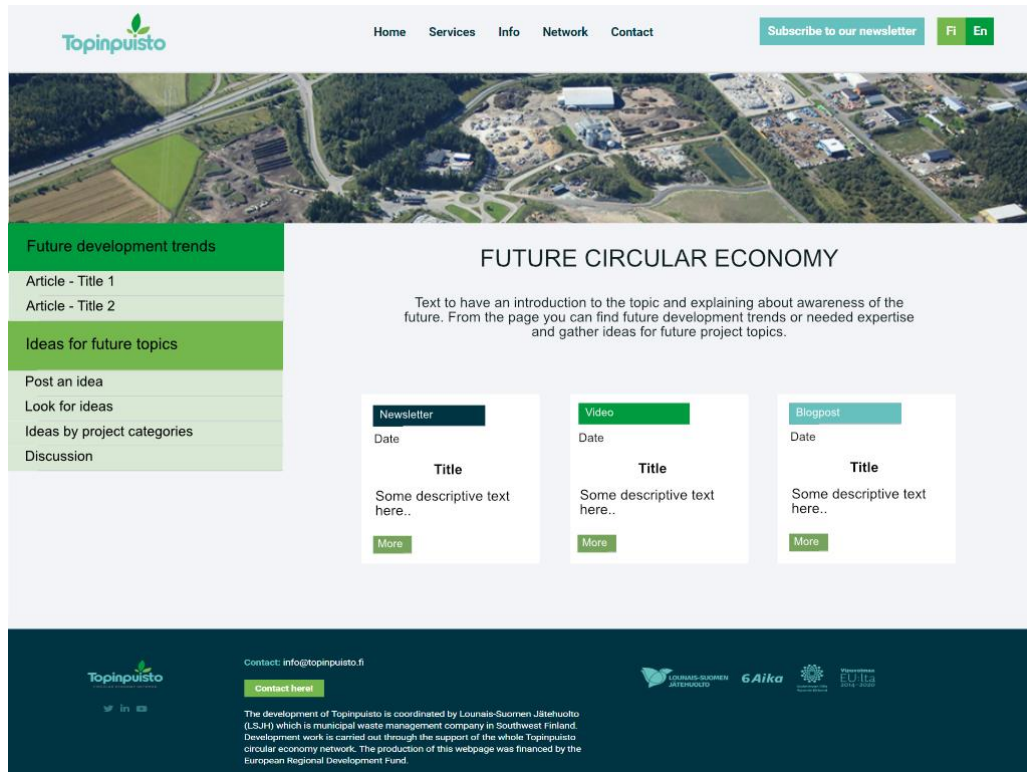 Topinpuisto
Home Services Info Network Contact
Subscribe to our newsletter
Fi En
Future development trends
Article - Title 1
Article - Title 2
Ideas for future topics
Post an idea
Look for ideas
Ideas by project categories
Discussion
FUTURE CIRCULAR ECONOMY
Text to have an introduction to the topic and explaining about awareness of the
future. From the page you can find future development trends or needed expertise
and gather ideas for future project topics.
Newsletter
Date
Title
Some descriptive text
here..
More
Video
Date
Title
Some descriptive text
here..
More
Blogpost
Date
Title
Some descriptive text
here..
More
Topinpuisto
Contact: info@topinpuisto.fi
Contact here!
The development of Topinpuisto is coordinated by Lounais-Suomen Jätehuolto
(LSJH) which is municipal waste management company in Southwest Finland.
Development work is carried out through the support of the whole Topinpuisto
circular economy network. The production of this webpage was financed by the
European Regional Development Fund.
LOUNAIS-SUOMEN
JÄTEHUOLTO
6Aika
Vipuvoimaa
EU:lta
2014–2020